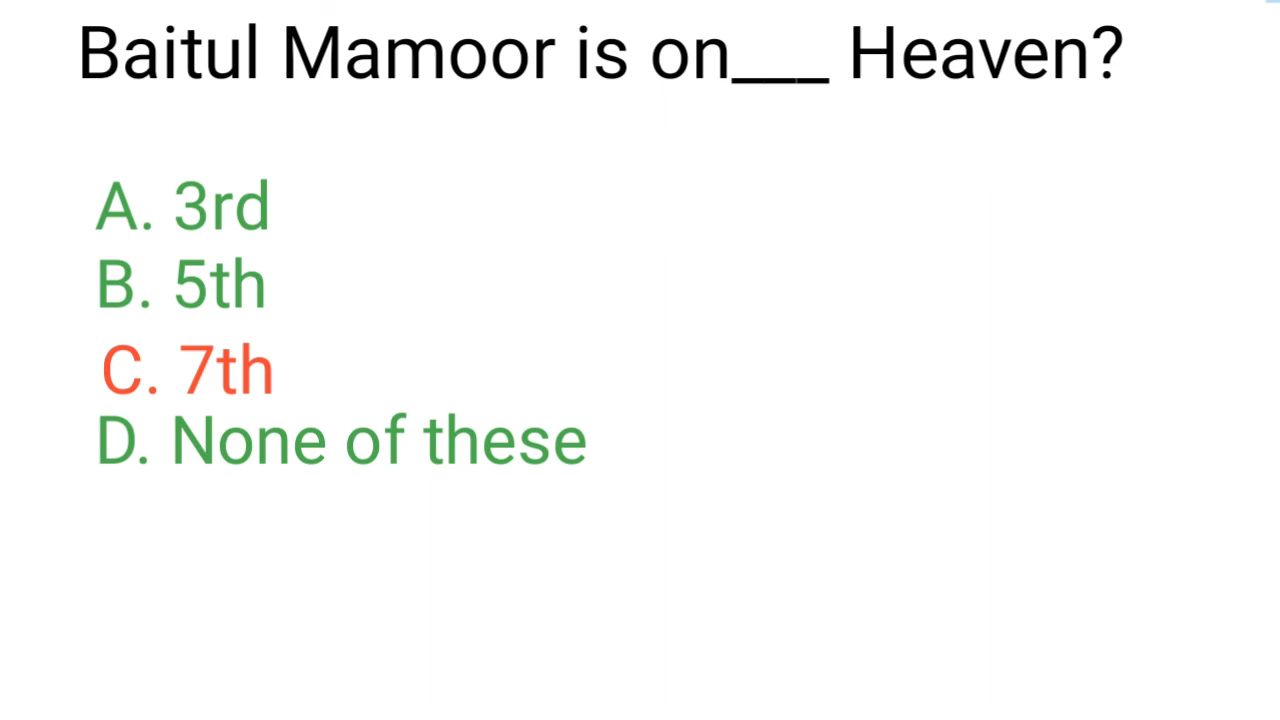 Baitul Mamoor is on___ Heaven?
A. 3rd
B. 5th
C. 7th
D. None of these